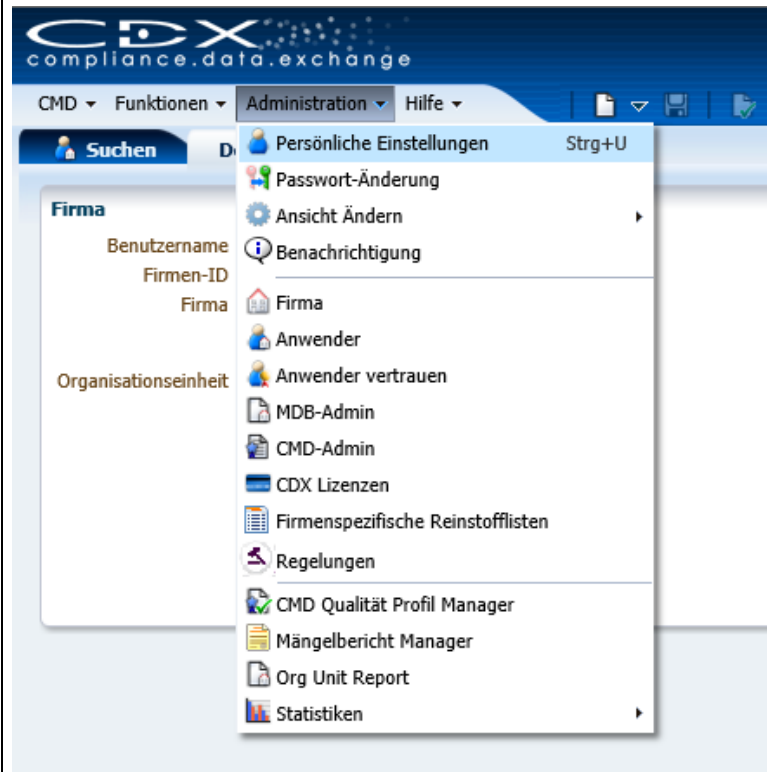 CDX
compliance.data.exchange
CMD Funktionen Administration Hilfe
Suchen
Persönliche Einstellungen Strg+U
Passwort-Änderung
Firma
Ansicht Ändern
Benutzername
Benachrichtigung
Firmen-ID
Firma
Firma
Anwender
Organisationseinheit
Anwender vertrauen
MDB-Admin
CMD-Admin
CDX Lizenzen
Firmenspezifische Reinstofflisten
Regelungen
CMD Qualität Profil Manager
Mängelbericht Manager
Org Unit Report
Statistiken